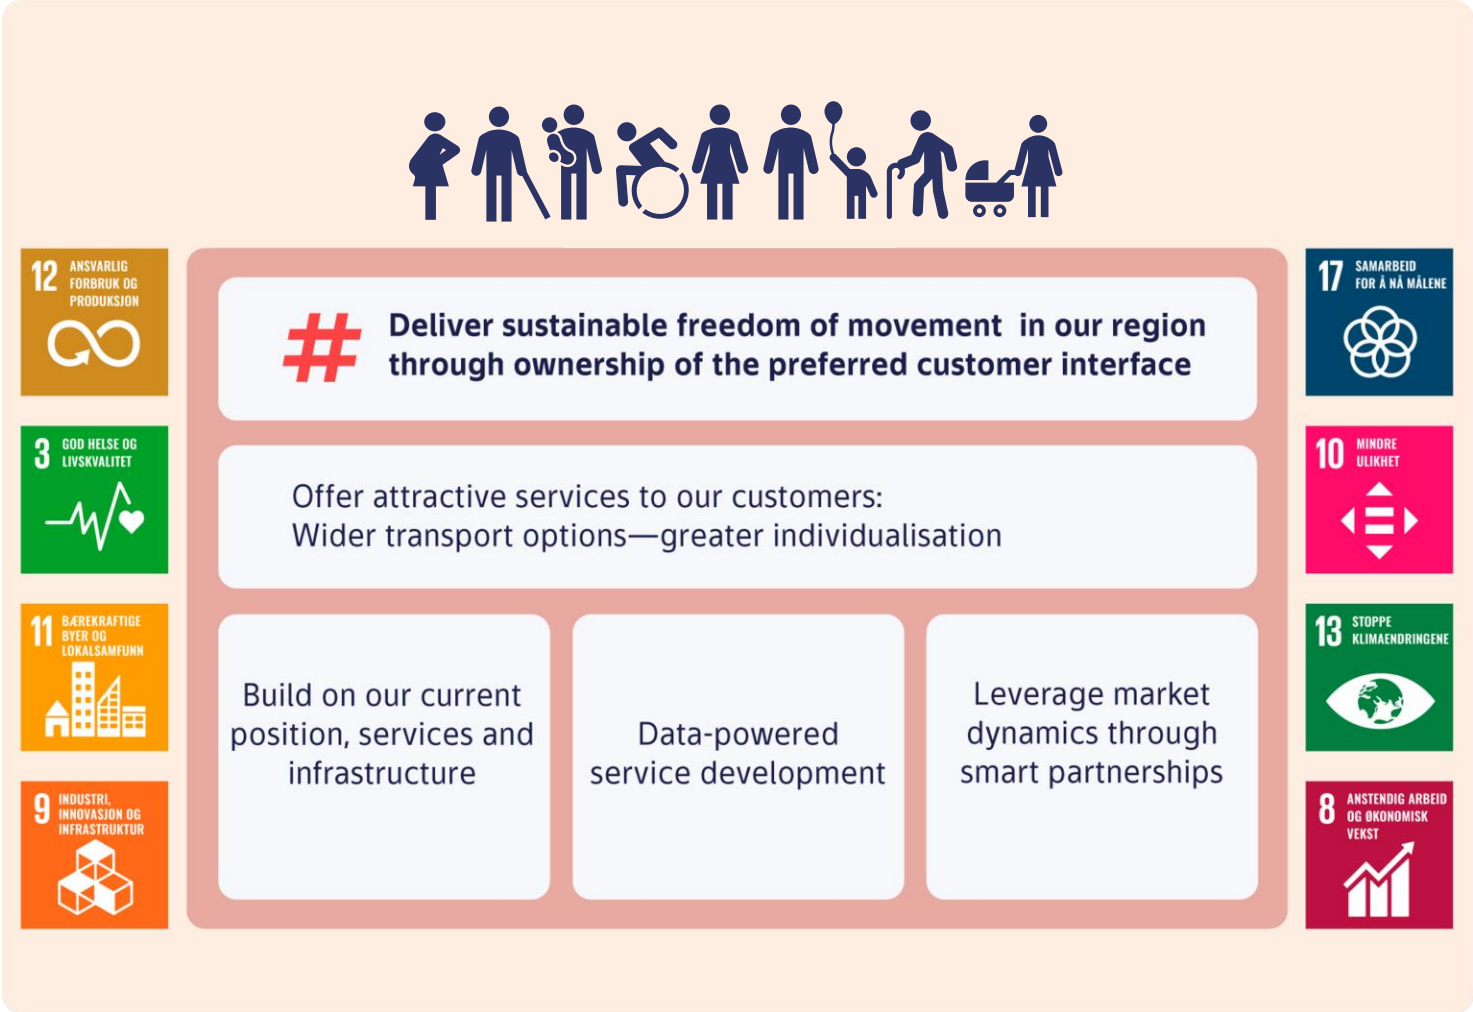 12 ANSVARLIG
FORBRUK OG
PRODUKSJON
3 GOD HELSE OG
LIVSKVALITET
11 BÆREKRAFTIGE
BYER OG
LOKALSAMFUNN
9 INDUSTRI,
INNOVASJON OG
INFRASTRUKTUR
# Deliver sustainable freedom of movement in our region
through ownership of the preferred customer interface
Offer attractive services to our customers:
Wider transport options—greater individualisation
Build on our current
position, services and
infrastructure
Data-powered
service development
Leverage market
dynamics through
smart partnerships
17 SAMARBEID
FOR Å NÅ MÅLENE
10 MINDRE
ULIKHET
13 STOPPE
KLIMAENDRINGENE
8 ANSTENDIG ARBEID
OG ØKONOMISK
VEKST